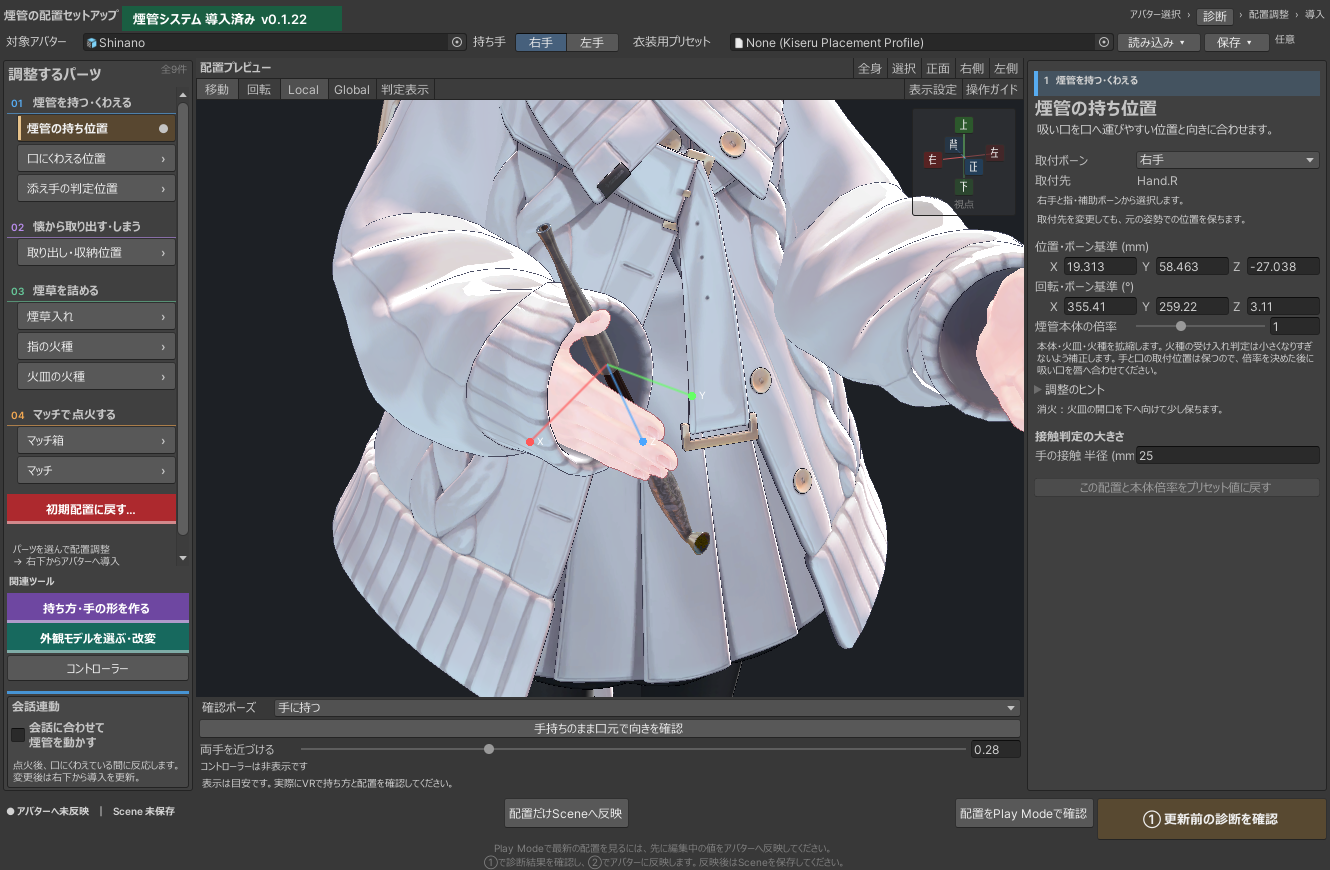 煙管の配置セットアップ
煙管システム 導入済み v0.1.22
アバター選択 › 診断 › 配置調整 › 導入
対象アバター Shinano 持ち手 右手 左手 衣装用プリセット None (Kiseru Placement Profile) 読み込み 保存 任意
調整するパーツ 全9件
01 煙管を持つ・くわえる
煙管の持ち位置
口にくわえる位置 ›
添え手の判定位置 ›
02 懐から取り出す・しまう
取り出し・収納位置 ›
03 煙草を詰める
煙草入れ ›
指の火種 ›
火皿の火種 ›
04 マッチで点火する
マッチ箱 ›
マッチ ›
初期配置に戻す...
パーツを選んで配置調整
→ 右下からアバターへ導入
関連ツール
持ち方・手の形を作る
外観モデルを選ぶ・改変
コントローラー
会話連動
会話に合わせて
煙管を動かす
点火後、口にくわえている間に反応します。
変更後は右下から導入を更新。
配置プレビュー 全身 選択 正面 右側 左側
移動 回転 Local Global 判定表示 表示設定 操作ガイド
上
背 左
右 正
下
視点
Y
X
確認ポーズ 手に持つ
手持ちのまま口元で向きを確認
両手を近づける 0.28
コントローラーは非表示です
表示は目安です。実際にVRで持ち方と配置を確認してください。
1 煙管を持つ・くわえる
煙管の持ち位置
吸い口を口へ運びやすい位置と向きに合わせます。
取付ボーン 右手
取付先 Hand.R
右手と指・補助ボーンから選択します。
取付先を変更しても、元の姿勢での位置を保ちます。
位置・ボーン基準 (mm)
X 19.313 Y 58.463 Z -27.038
回転・ボーン基準 (°)
X 355.41 Y 259.22 Z 3.11
煙管本体の倍率 1
本体・火皿・火種を拡縮します。火種の受け入れ判定は小さくなりすぎ
ないよう補正します。手と口の取付位置は保つので、倍率を決めた後に
吸い口を唇へ合わせてください。
調整のヒント
消火：火皿の開口を下へ向けて少し保ちます。
接触判定の大きさ
手の接触 半径 (mm 25
この配置と本体倍率をプリセット値に戻す
● アバターへ未反映 | Scene 未保存
配置だけSceneへ反映
配置をPlay Modeで確認
①更新前の診断を確認
Play Modeで最新の配置を見るには、先に編集中の値をアバターへ反映してください。
①で診断結果を確認し、②でアバターに反映します。反映後はSceneを保存してください。